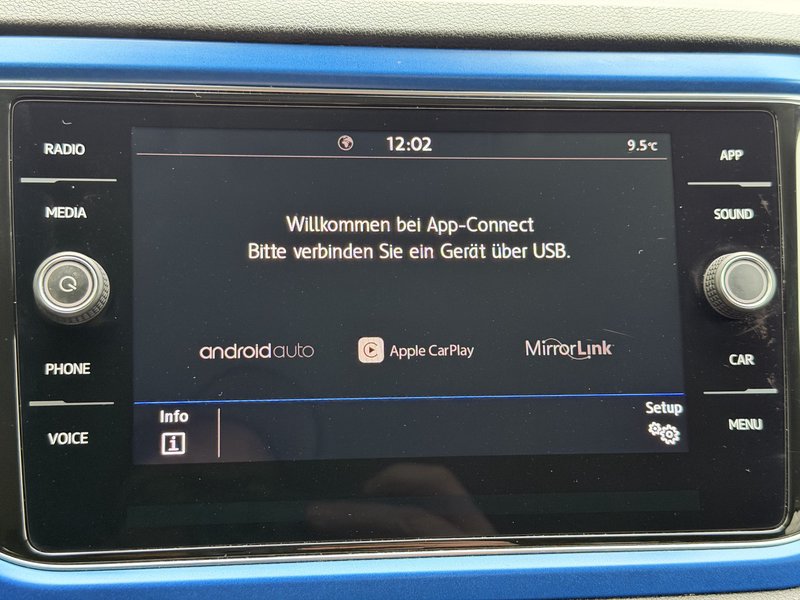 RADIO
MEDIA
PHONE
VOICE
12:02
9.5°C
Willkommen bei App-Connect
Bitte verbinden Sie ein Gerät über USB.
androidauto
Apple CarPlay
MirrorLink
Info
i
Setup
APP
SOUND
CAR
MENU